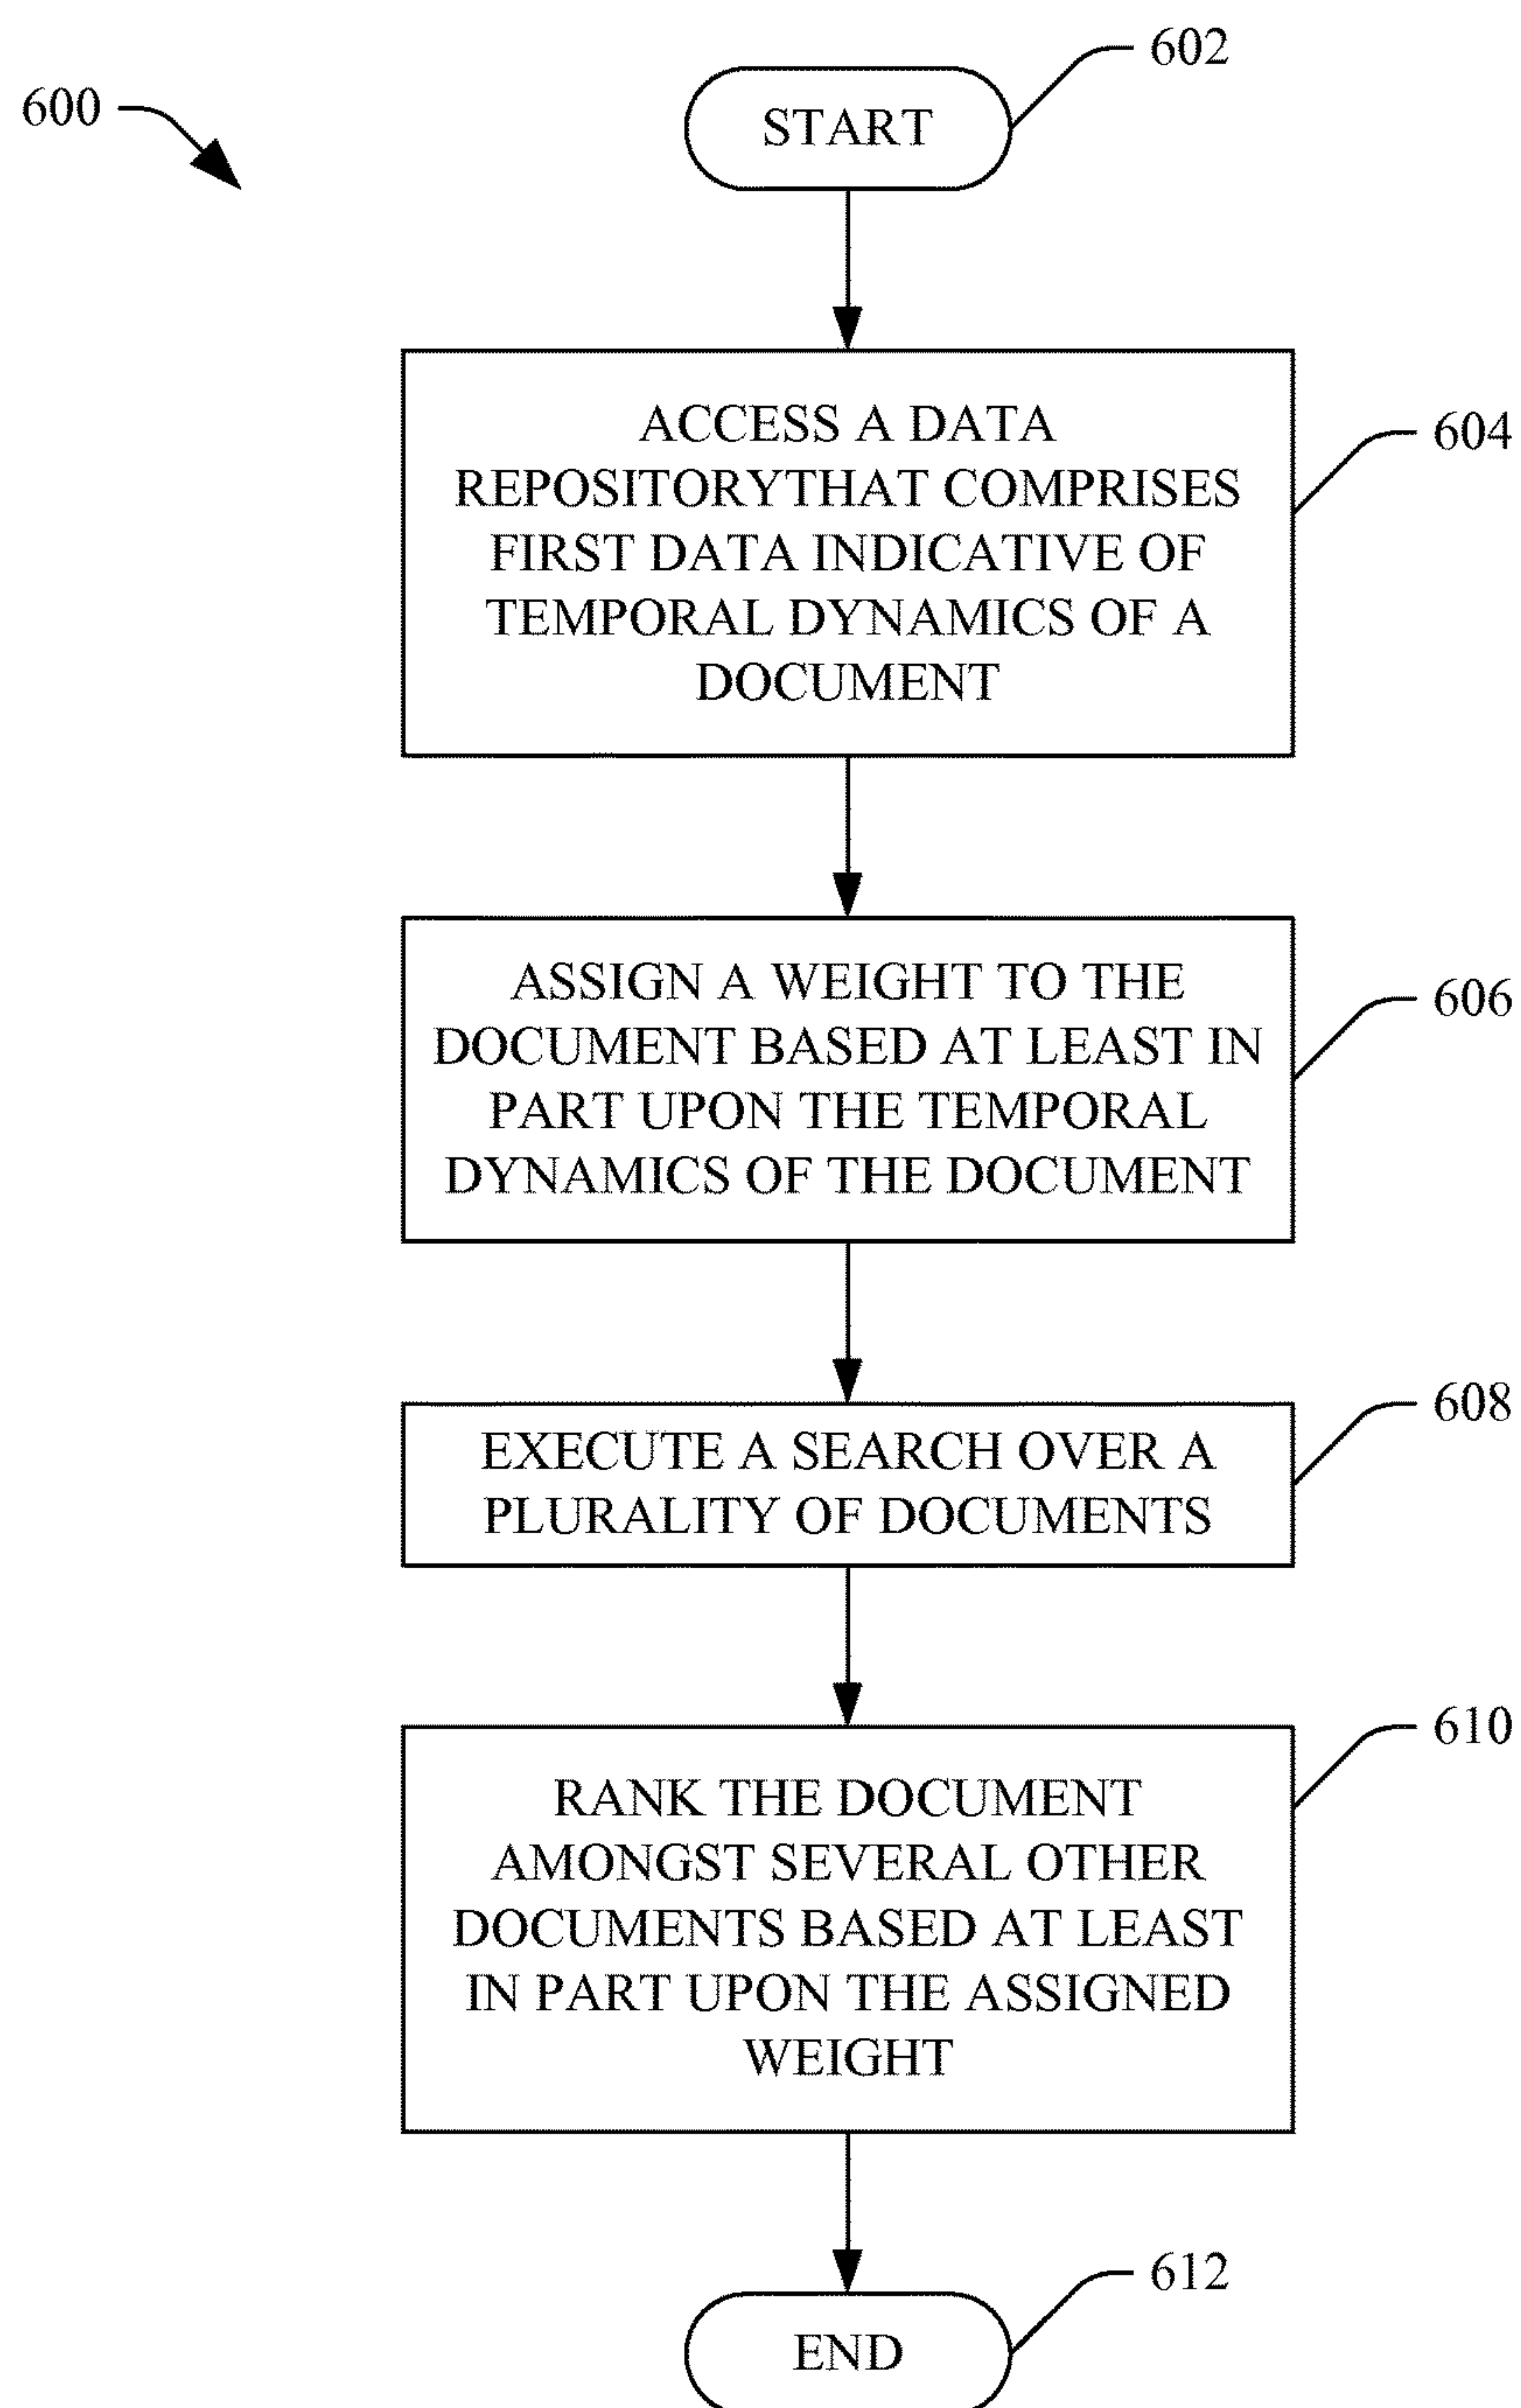 602
600
START
604
ACCESS A DATA
REPOSITORYTHAT COMPRISES
FIRST DATA INDICATIVE OF
TEMPORAL DYNAMICS OF A
DOCUMENT
606
ASSIGN A WEIGHT TO THE
DOCUMENT BASED AT LEAST IN
PART UPON THE TEMPORAL
DYNAMICS OF THE DOCUMENT
608
EXECUTE A SEARCH OVER A
PLURALITY OF DOCUMENTS
610
RANK THE DOCUMENT
AMONGST SEVERAL OTHER
DOCUMENTS BASED AT LEAST
IN PART UPON THE ASSIGNED
WEIGHT
612
END